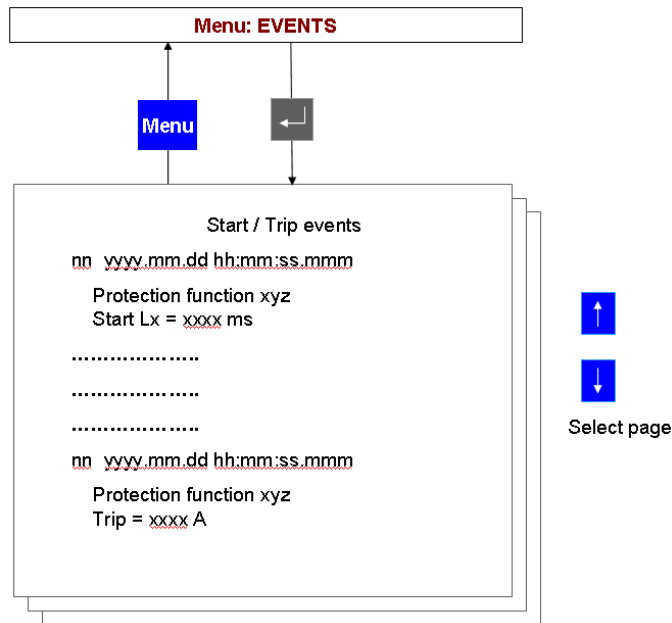 Menu: EVENTS
Menu
Start / Trip events
nn yyyy.mm.dd hh:mm:ss.mmm
Protection function xyz
Start Lx = xxxx ms
………………..
………………..
………………..
nn yyyy.mm.dd hh:mm:ss.mmm
Protection function xyz
Trip = xxxx A
Select page